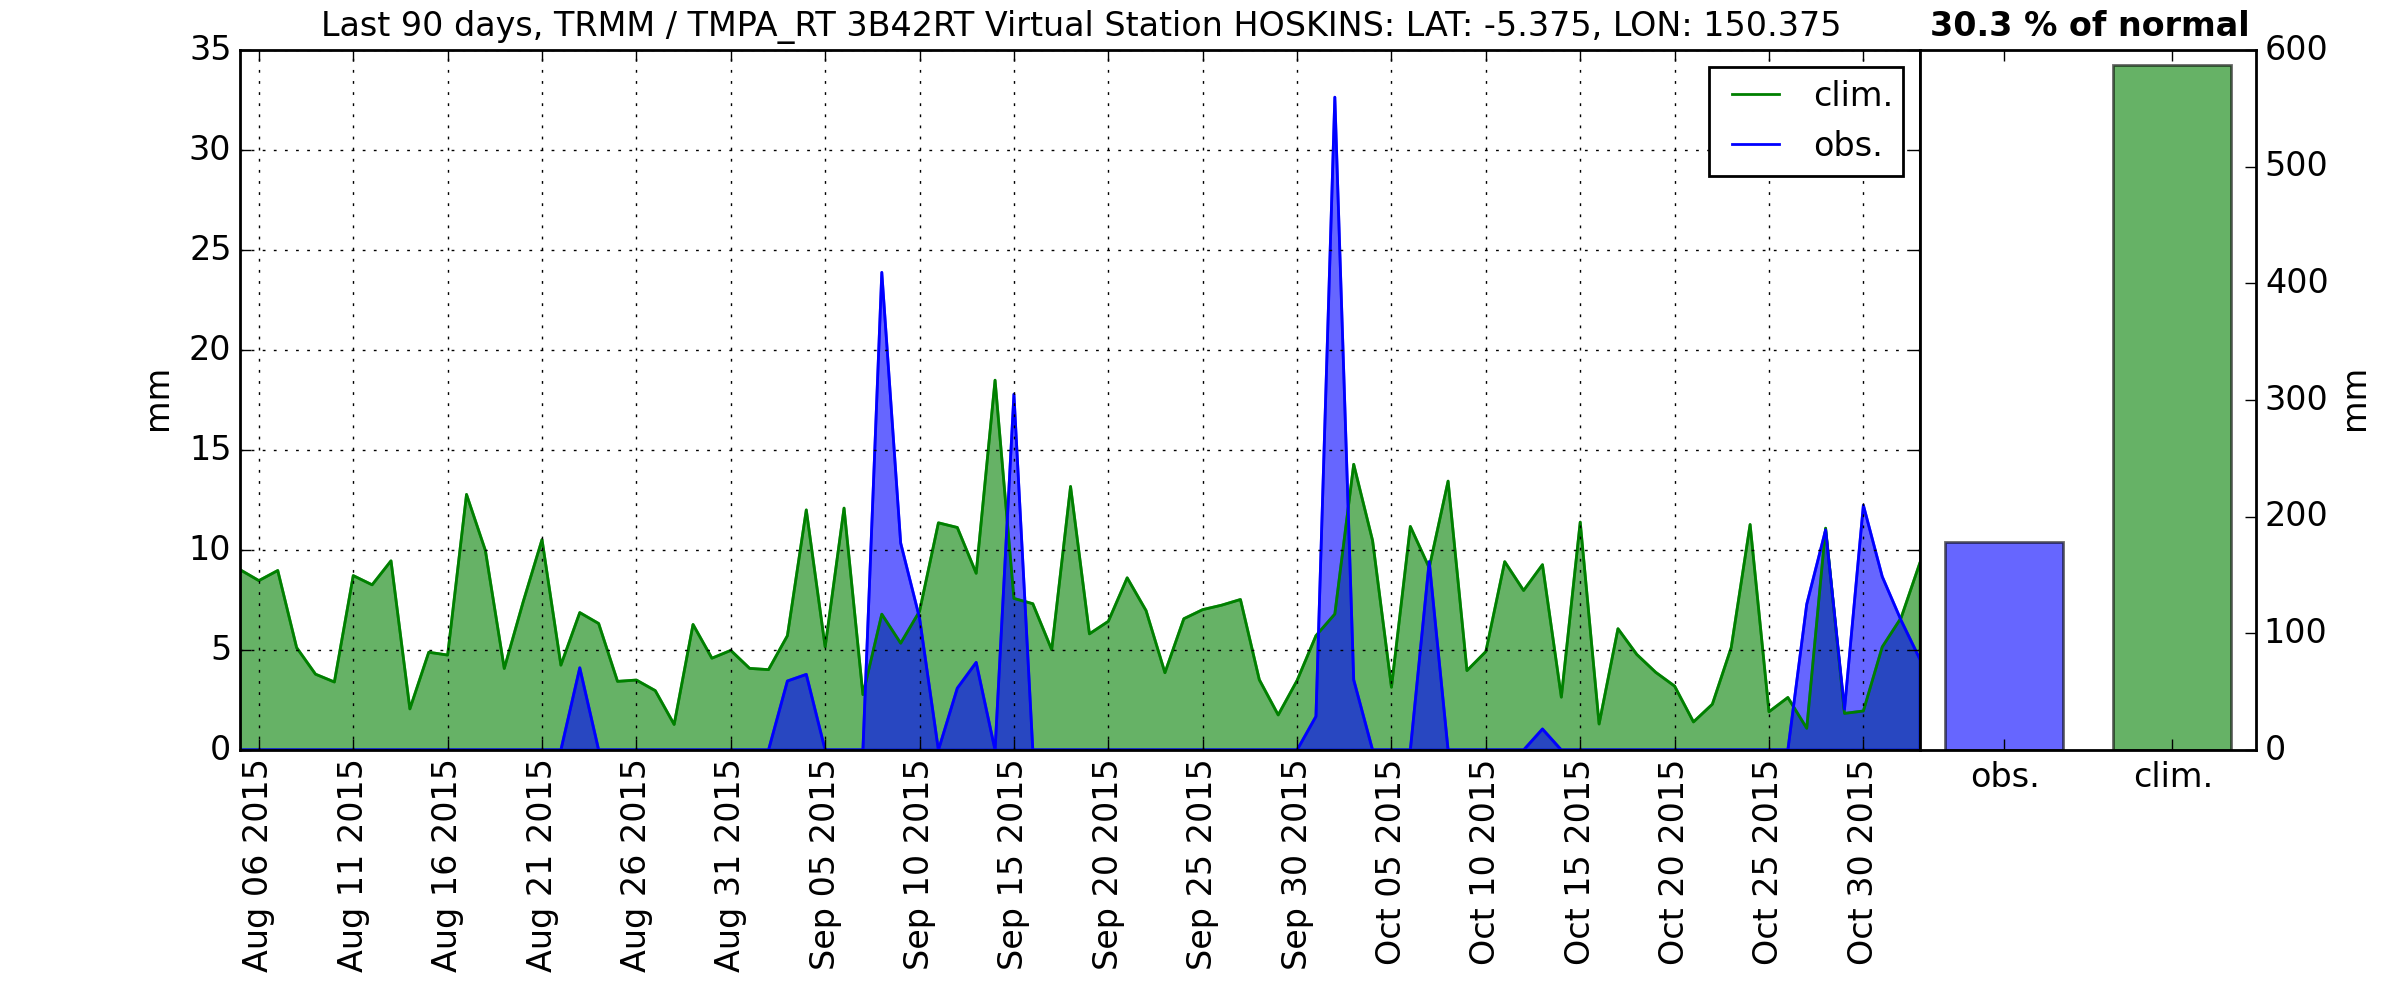 Last 90 days, TRMM / TMPA_RT 3B42RT Virtual Station HOSKINS: LAT: -5.375, LON: 150.375
30.3 % of normal
35
30
25
20
15
10
5
0
mm
clim.
obs.
600
500
400
300
200
100
0
mm
Aug 06 2015
Aug 11 2015
Aug 16 2015
Aug 21 2015
Aug 26 2015
Aug 31 2015
Sep 05 2015
Sep 10 2015
Sep 15 2015
Sep 20 2015
Sep 25 2015
Sep 30 2015
Oct 05 2015
Oct 10 2015
Oct 15 2015
Oct 20 2015
Oct 25 2015
Oct 30 2015
obs.
clim.